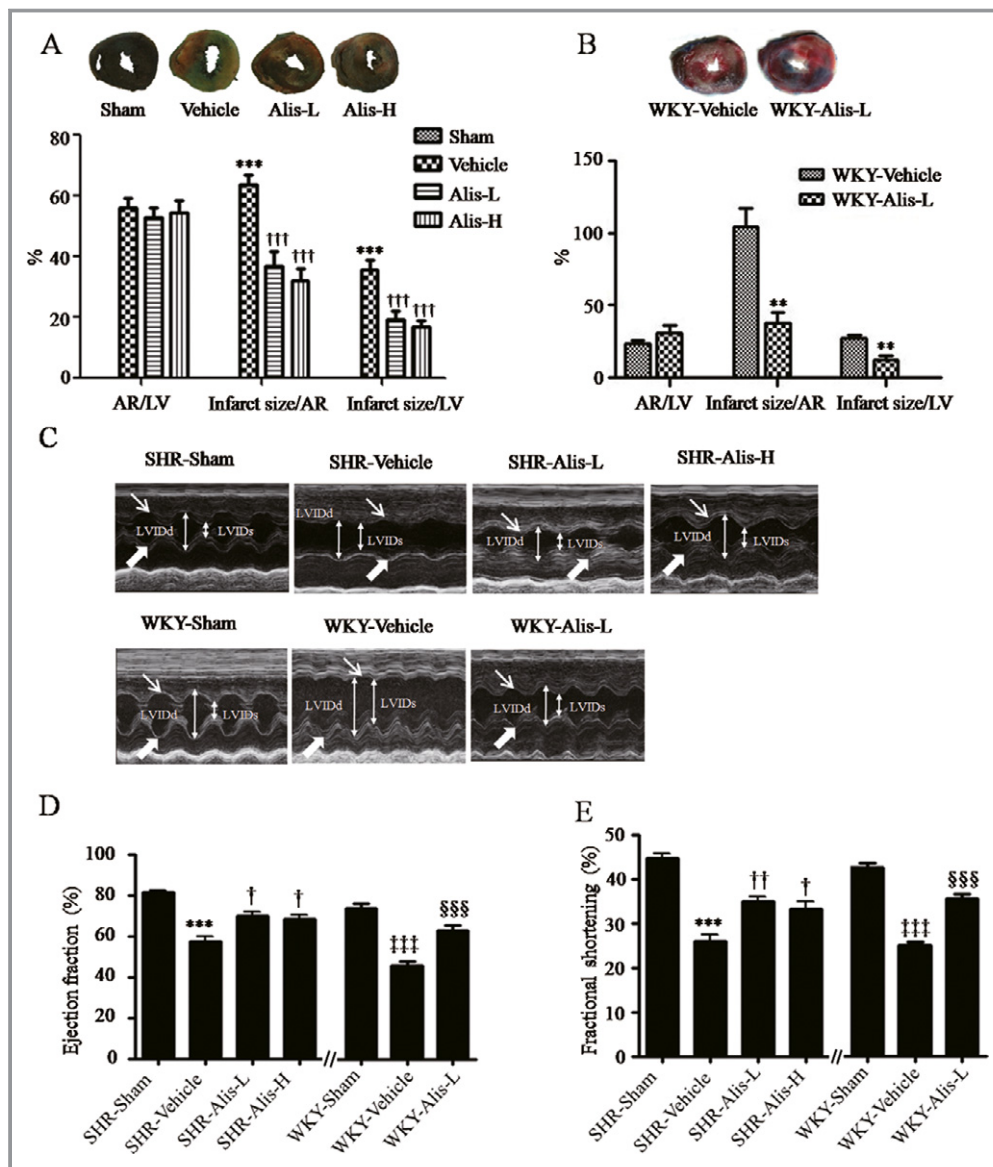 A
B
Sham Vehicle Alis-L Alis-H
WKY-Vehicle WKY-Alis-L
80
60
40
20
0
%
Sham
Vehicle
Alis-L
Alis-H
***
†††
†††
***
†††
†††
AR/LV Infarct size/AR Infarct size/LV
150
100
50
0
%
WKY-Vehicle
WKY-Alis-L
**
**
AR/LV Infarct size/AR Infarct size/LV
C
SHR-Sham SHR-Vehicle SHR-Alis-L SHR-Alis-H
LVIDd LVIDs
LVIDd LVIDs
LVIDd LVIDs
LVIDd LVIDs
WKY-Sham WKY-Vehicle WKY-Alis-L
LVIDd LVIDs
LVIDd LVIDs
LVIDd LVIDs
D
Ejection fraction (%)
100
80
60
40
20
0
***
†
†
‡‡‡
§§§
SHR-Sham
SHR-Vehicle
SHR-Alis-L
SHR-Alis-H
WKY-Sham
WKY-Vehicle
WKY-Alis-L
E
Fractional shortening (%)
50
40
30
20
10
0
***
††
†
‡‡‡
§§§
SHR-Sham
SHR-Vehicle
SHR-Alis-L
SHR-Alis-H
WKY-Sham
WKY-Vehicle
WKY-Alis-L